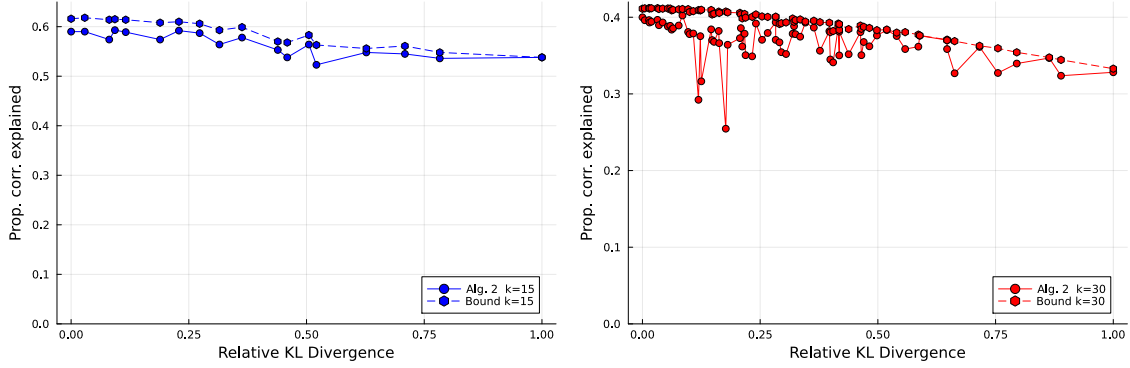 Prop. corr. explained
0.6
0.5
0.4
0.3
0.2
0.1
0.0
0.00
0.25
0.50
0.75
1.00
Relative KL Divergence
Alg. 2 k=15
Bound k=15
Prop. corr. explained
0.4
0.3
0.2
0.1
0.0
0.00
0.25
0.50
0.75
1.00
Relative KL Divergence
Alg. 2 k=30
Bound k=30